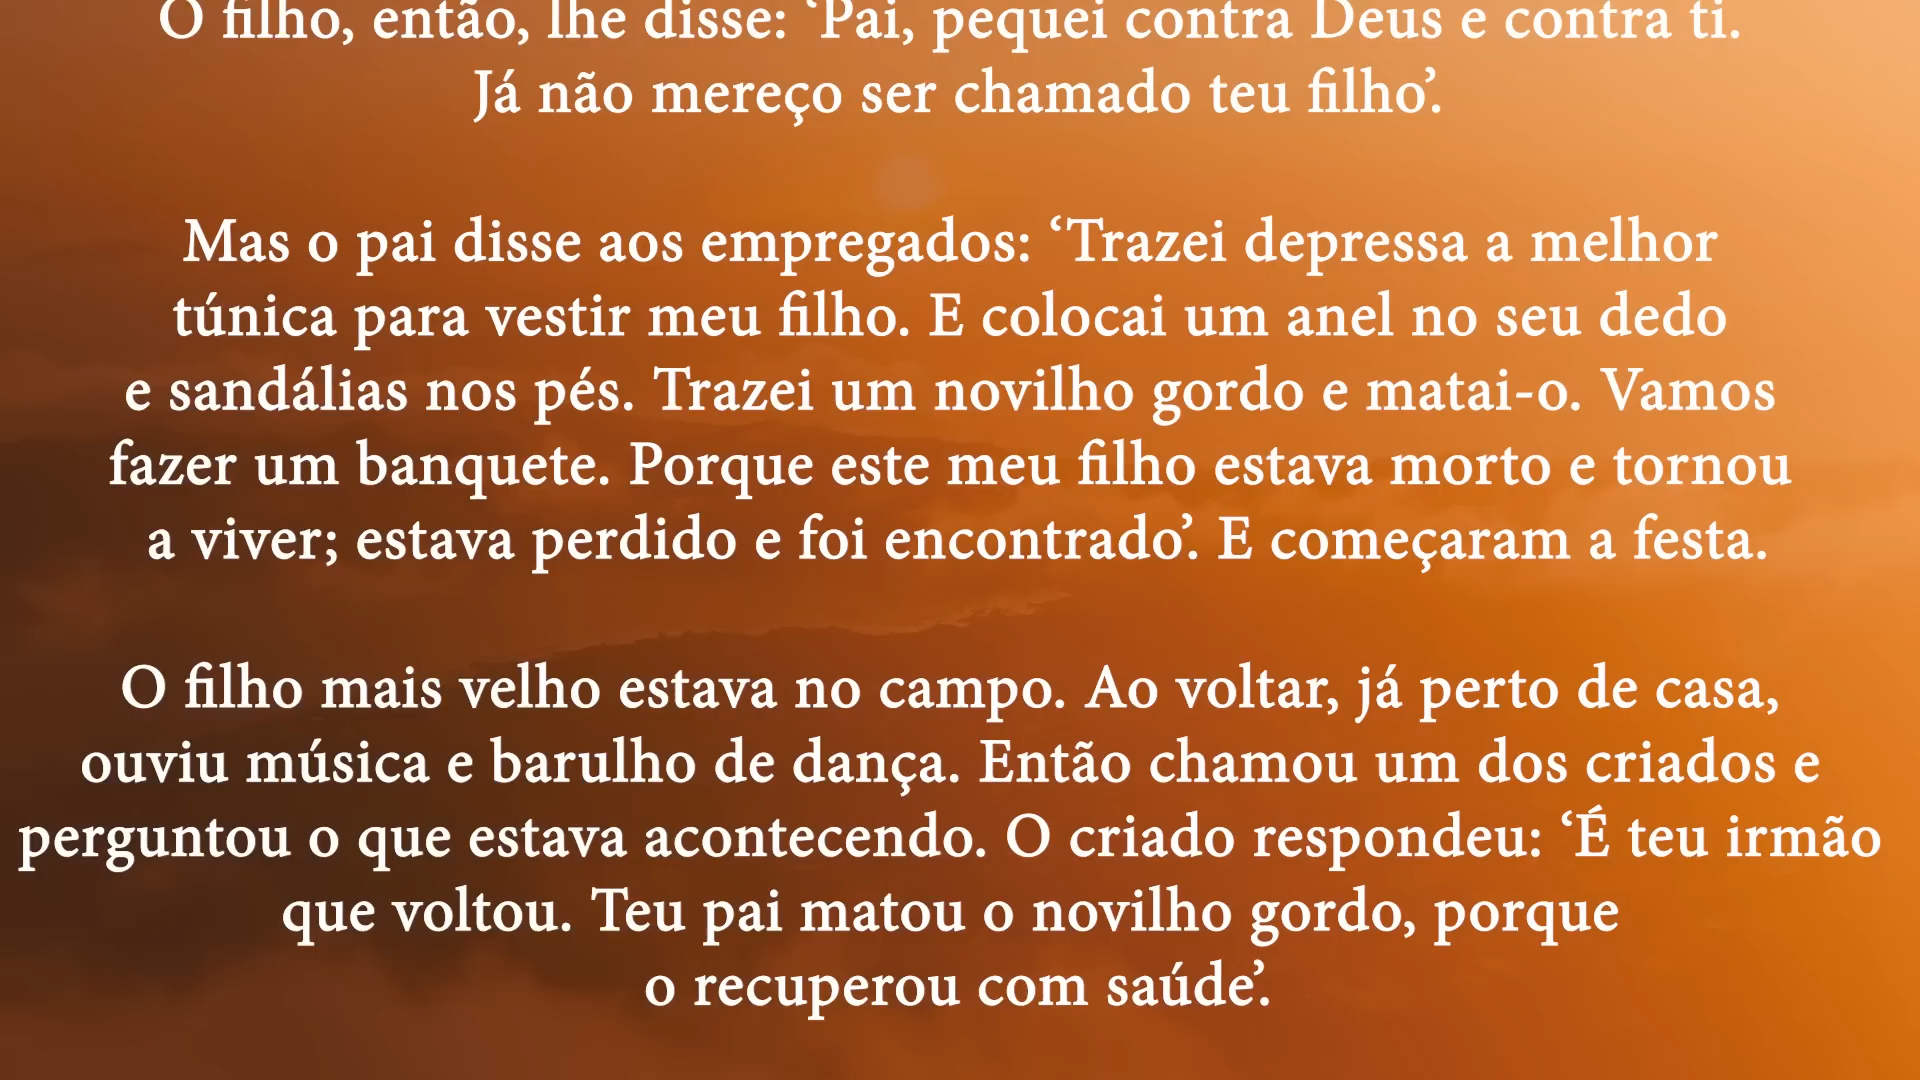 O filho, então, lhe disse: ‘Pai, pequei contra Deus e contra ti.
Já não mereço ser chamado teu filho’.
Mas o pai disse aos empregados: ‘Trazei depressa a melhor
túnica para vestir meu filho. E colocai um anel no seu dedo
e sandálias nos pés. Trazei um novilho gordo e matai-o. Vamos
fazer um banquete. Porque este meu filho estava morto e tornou
a viver; estava perdido e foi encontrado’. E começaram a festa.
O filho mais velho estava no campo. Ao voltar, já perto de casa,
ouviu música e barulho de dança. Então chamou um dos criados e
perguntou o que estava acontecendo. O criado respondeu: ‘É teu irmão
que voltou. Teu pai matou o novilho gordo, porque
o recuperou com saúde’.